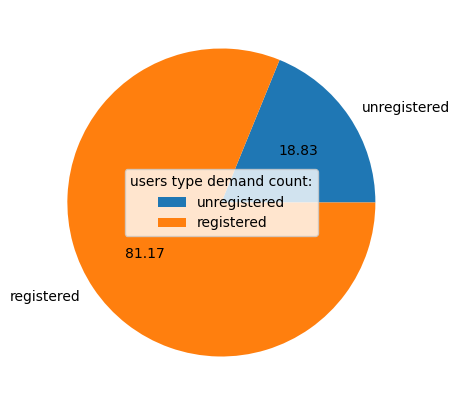 unregistered
18.83
users type demand count:
unregistered
registered
81.17
registered